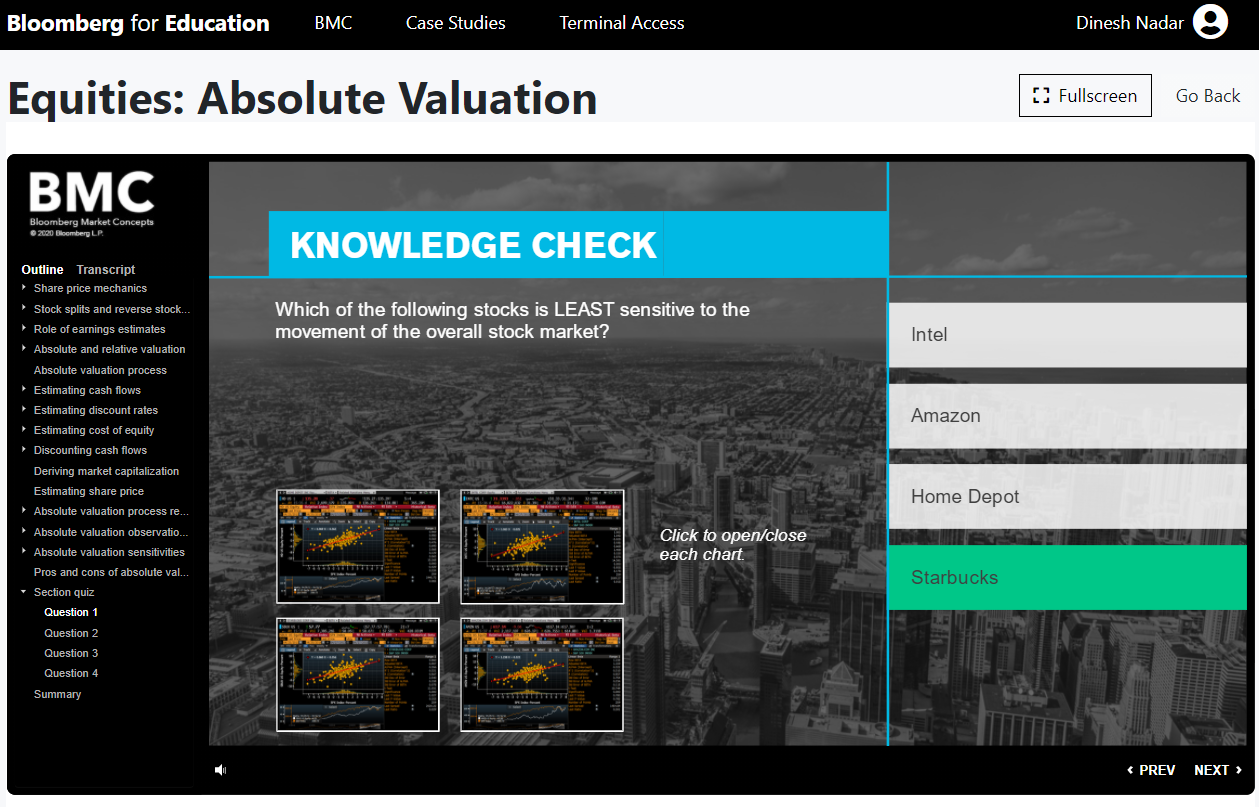 Bloomberg for Education
BMC
Case Studies
Terminal Access
Dinesh Nadar
Equities: Absolute Valuation
Fullscreen
Go Back
BMC
Bloomberg Market Concepts
© 2020 Bloomberg L.P.
Outline
Transcript
Share price mechanics
Stock splits and reverse stock...
Role of earnings estimates
Absolute and relative valuation
Absolute valuation process
Estimating cash flows
Estimating discount rates
Estimating cost of equity
Discounting cash flows
Deriving market capitalization
Estimating share price
Absolute valuation process re...
Absolute valuation observatio...
Absolute valuation sensitivities
Pros and cons of absolute val...
Section quiz
Question 1
Question 2
Question 3
Question 4
Summary
KNOWLEDGE CHECK
Which of the following stocks is LEAST sensitive to the
movement of the overall stock market?
Click to open/close
each chart.
Intel
Amazon
Home Depot
Starbucks
PREV
NEXT